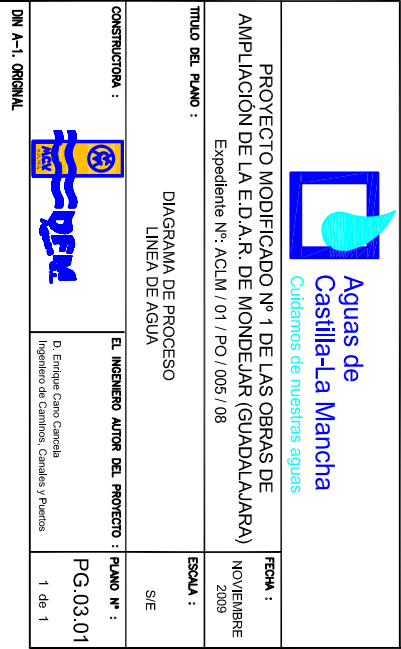 Aguas de
Castilla-La Mancha
Cuidamos de nuestras aguas
PROYECTO MODIFICADO Nº 1 DE LAS OBRAS DE
AMPLIACIÓN DE LA E.D.A.R. DE MONDEJAR (GUADALAJARA)
Expediente Nº: ACLM / 01 / PO / 005 / 08
FECHA :
NOVIEMBRE
2009
TITULO DEL PLANO :
DIAGRAMA DE PROCESO
LINEA DE AGUA
ESCALA :
S/E
CONSTRUCTORA :
MCV
DFM
EL INGENIERO AUTOR DEL PROYECTO :
D. Enrique Cano Cancela
Ingeniero de Caminos, Canales y Puertos
PLANO Nº :
PG.03.01
1 de 1
DIN A-1. ORIGINAL